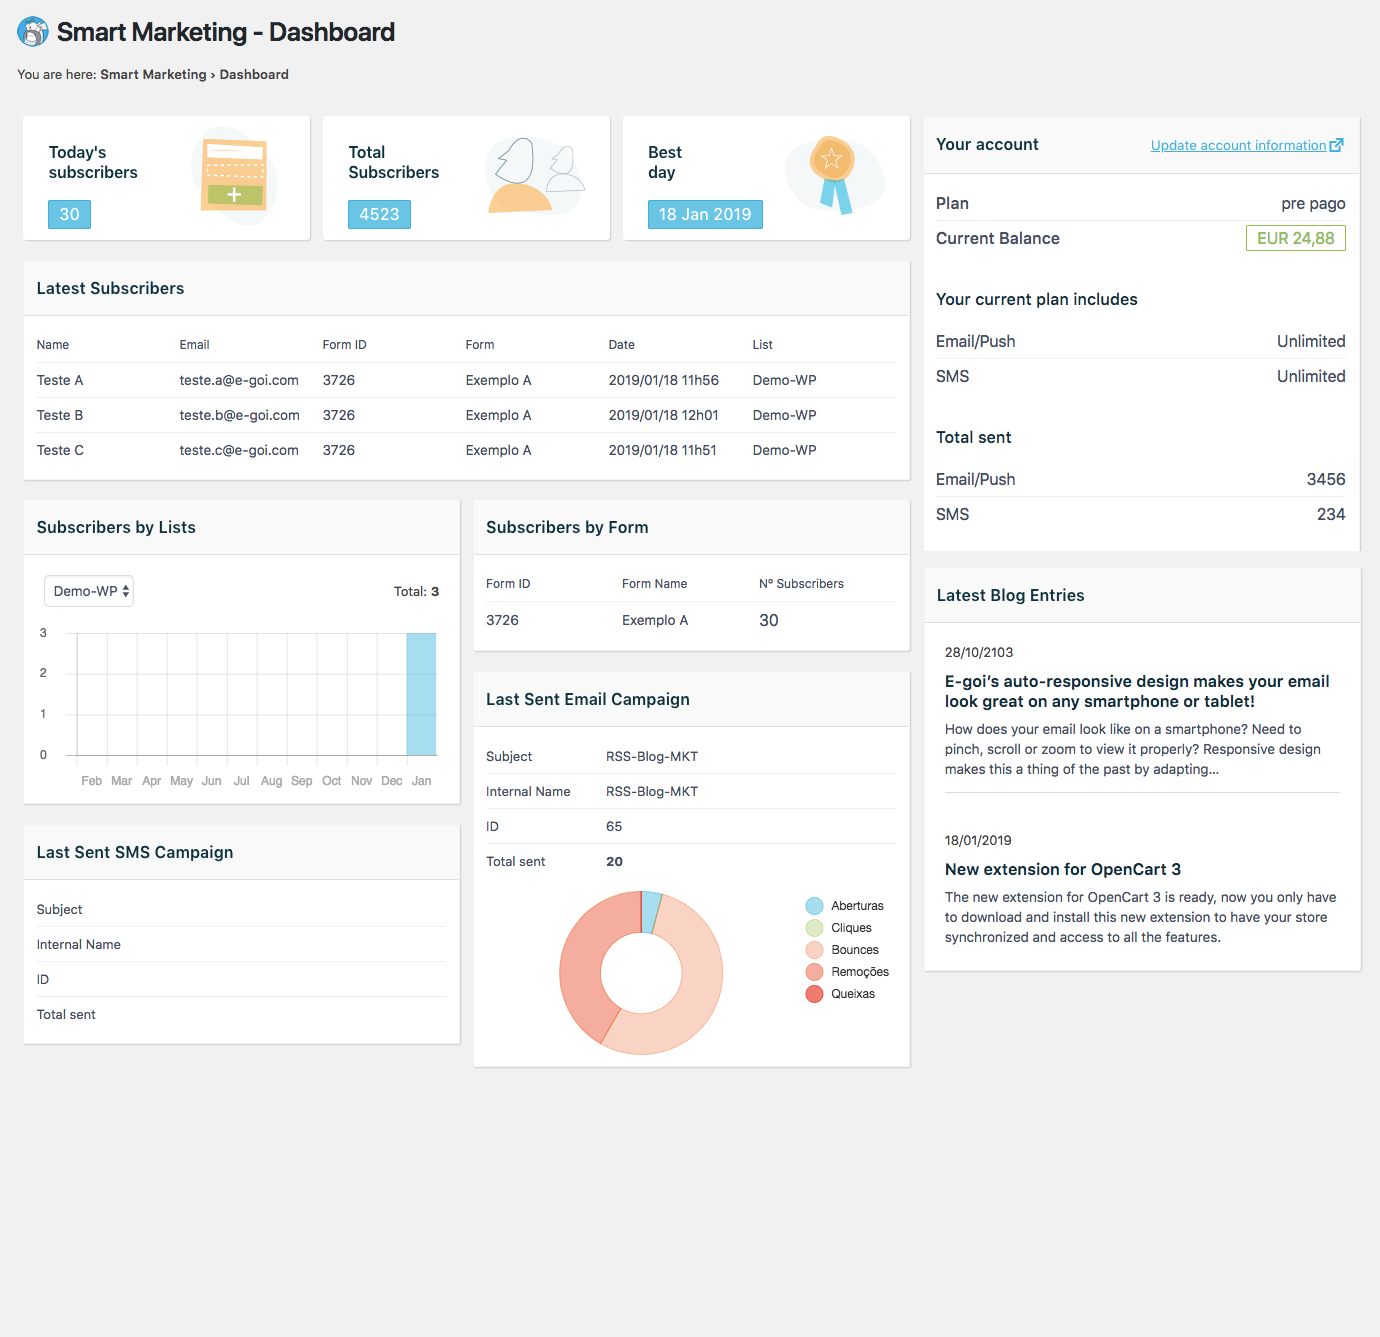 Smart Marketing - Dashboard
You are here: Smart Marketing › Dashboard
Today's
subscribers
30
Total
Subscribers
4523
Best
day
18 Jan 2019
Latest Subscribers
Name Email Form ID Form Date List
Teste A teste.a@e-goi.com 3726 Exemplo A 2019/01/18 11h56 Demo-WP
Teste B teste.b@e-goi.com 3726 Exemplo A 2019/01/18 12h01 Demo-WP
Teste C teste.c@e-goi.com 3726 Exemplo A 2019/01/18 11h51 Demo-WP
Subscribers by Lists
Demo-WP
Total: 3
3
2
1
0
Feb Mar Apr May Jun Jul Aug Sep Oct Nov Dec Jan
Last Sent SMS Campaign
Subject
Internal Name
ID
Total sent
Subscribers by Form
Form ID Form Name Nº Subscribers
3726 Exemplo A 30
Last Sent Email Campaign
Subject RSS-Blog-MKT
Internal Name RSS-Blog-MKT
ID 65
Total sent 20
Aberturas
Cliques
Bounces
Remoções
Queixas
Your account
Update account information
Plan pre pago
Current Balance EUR 24,88
Your current plan includes
Email/Push Unlimited
SMS Unlimited
Total sent
Email/Push 3456
SMS 234
Latest Blog Entries
28/10/2103
E-goi’s auto-responsive design makes your email
look great on any smartphone or tablet!
How does your email look like on a smartphone? Need to
pinch, scroll or zoom to view it properly? Responsive design
makes this a thing of the past by adapting...
18/01/2019
New extension for OpenCart 3
The new extension for OpenCart 3 is ready, now you only have
to download and install this new extension to have your store
synchronized and access to all the features.